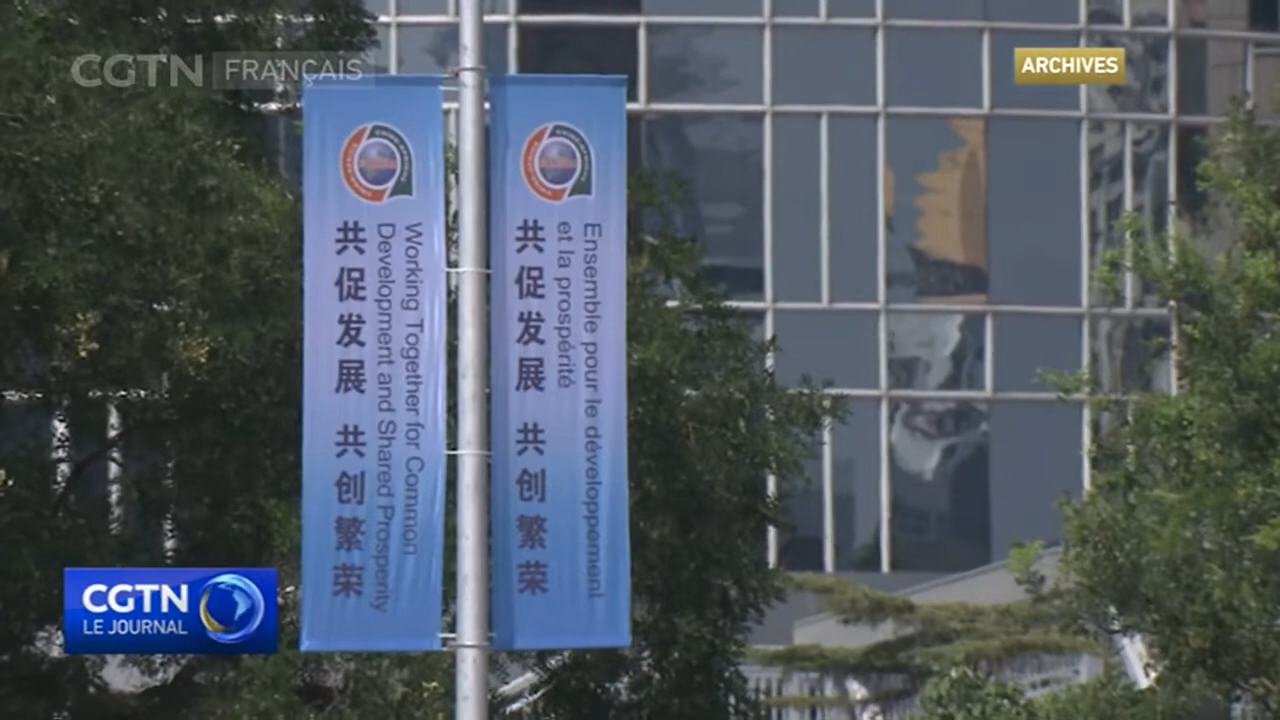 CGTN FRANÇAIS
ARCHIVES
共促发展 共创繁荣
Working Together for Common
Development and Shared Prosperity
共促发展 共创繁荣
Ensemble pour le développement
et la prospérité
CGTN
LE JOURNAL